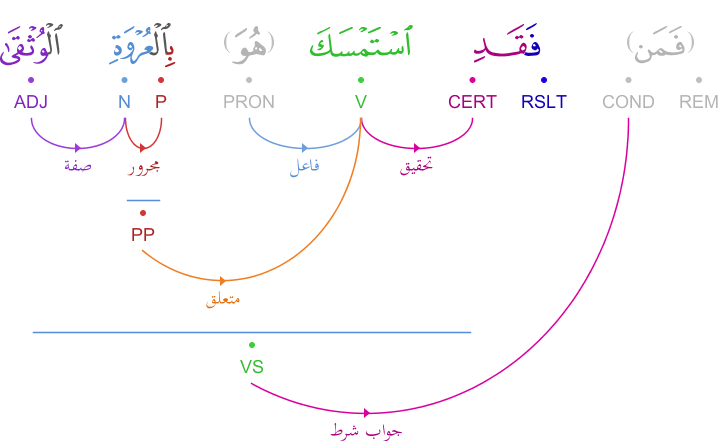 (فَمَن) فَقَدِ ٱسْتَمْسَكَ (هُوَ) بِٱلْعُرْوَةِ ٱلْوُثْقَىٰ
REM COND RSLT CERT V PRON P N ADJ
تحقيق فاعل مجرور صفة
PP
متعلق
VS
جواب شرط